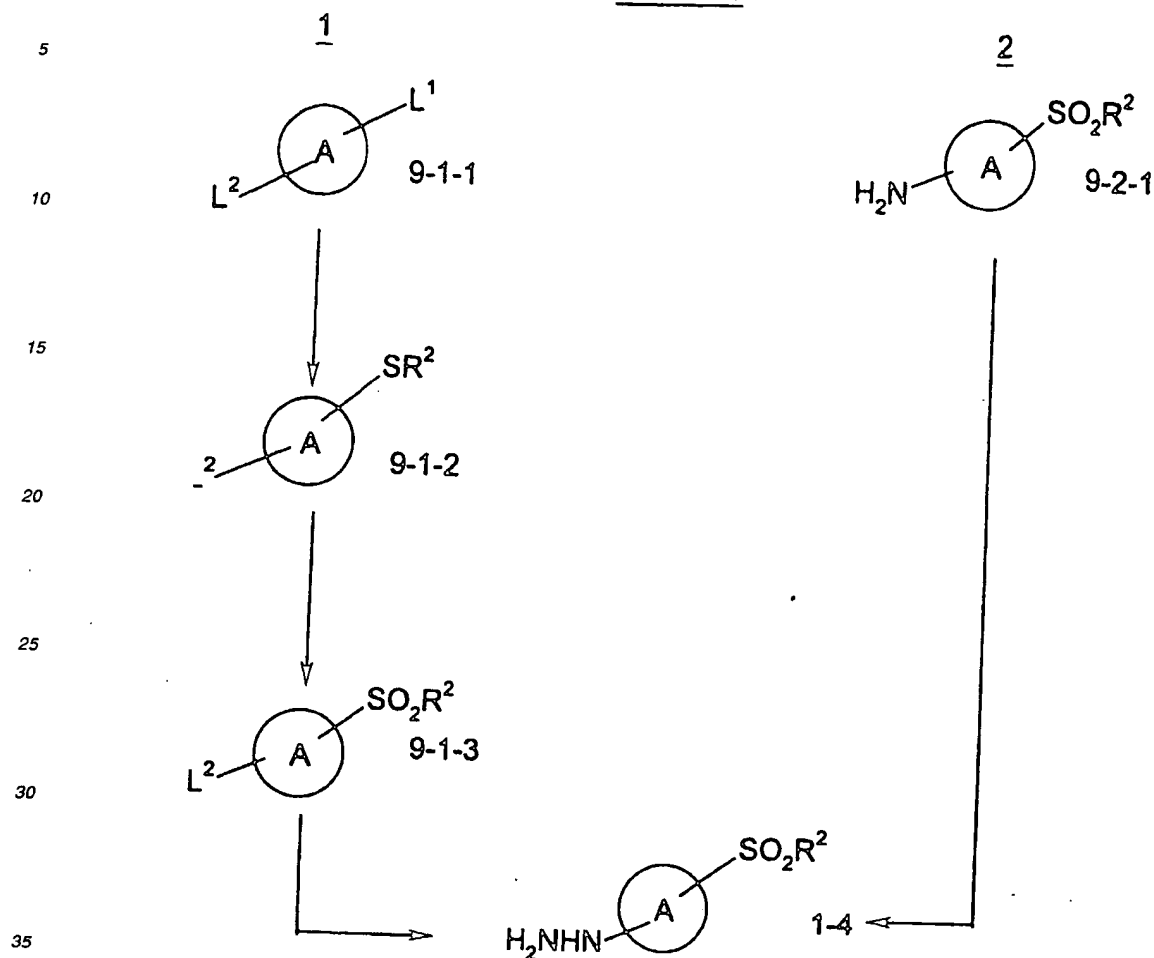 1
5
2
L¹
SO₂R²
A
9-1-1
A
9-2-1
L²
H₂N
10
15
SR²
A
9-1-2
-²
20
25
SO₂R²
A
9-1-3
L²
30
SO₂R²
A
1-4
H₂NHN
35